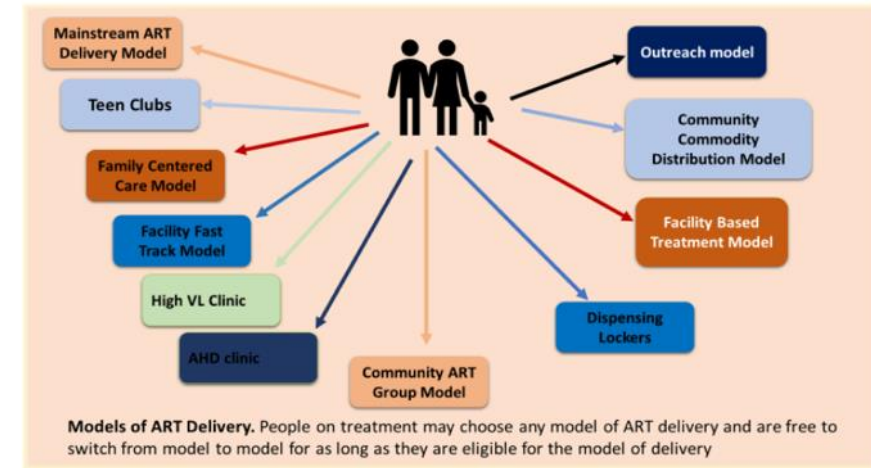 Mainstream ART
Delivery Model
Teen Clubs
Family Centered
Care Model
Facility Fast
Track Model
High VL Clinic
AHD clinic
Community ART
Group Model
Outreach model
Community
Commodity
Distribution Model
Facility Based
Treatment Model
Dispensing
Lockers
Models of ART Delivery. People on treatment may choose any model of ART delivery and are free to
switch from model to model for as long as they are eligible for the model of delivery